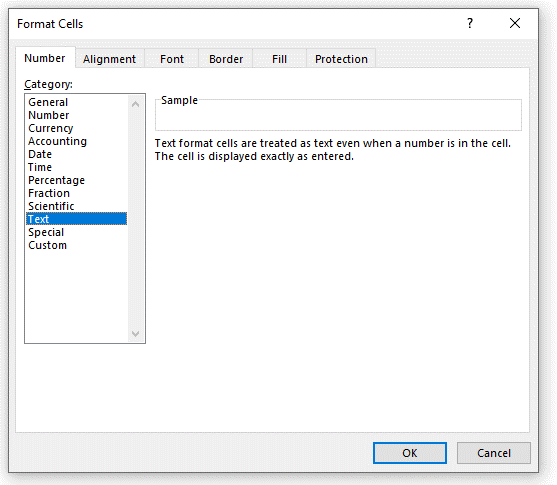 Format Cells
?
Number Alignment Font Border Fill Protection
Category:
General
Number
Currency
Accounting
Date
Time
Percentage
Fraction
Scientific
Text
Special
Custom
Sample
Text format cells are treated as text even when a number is in the cell.
The cell is displayed exactly as entered.
OK Cancel